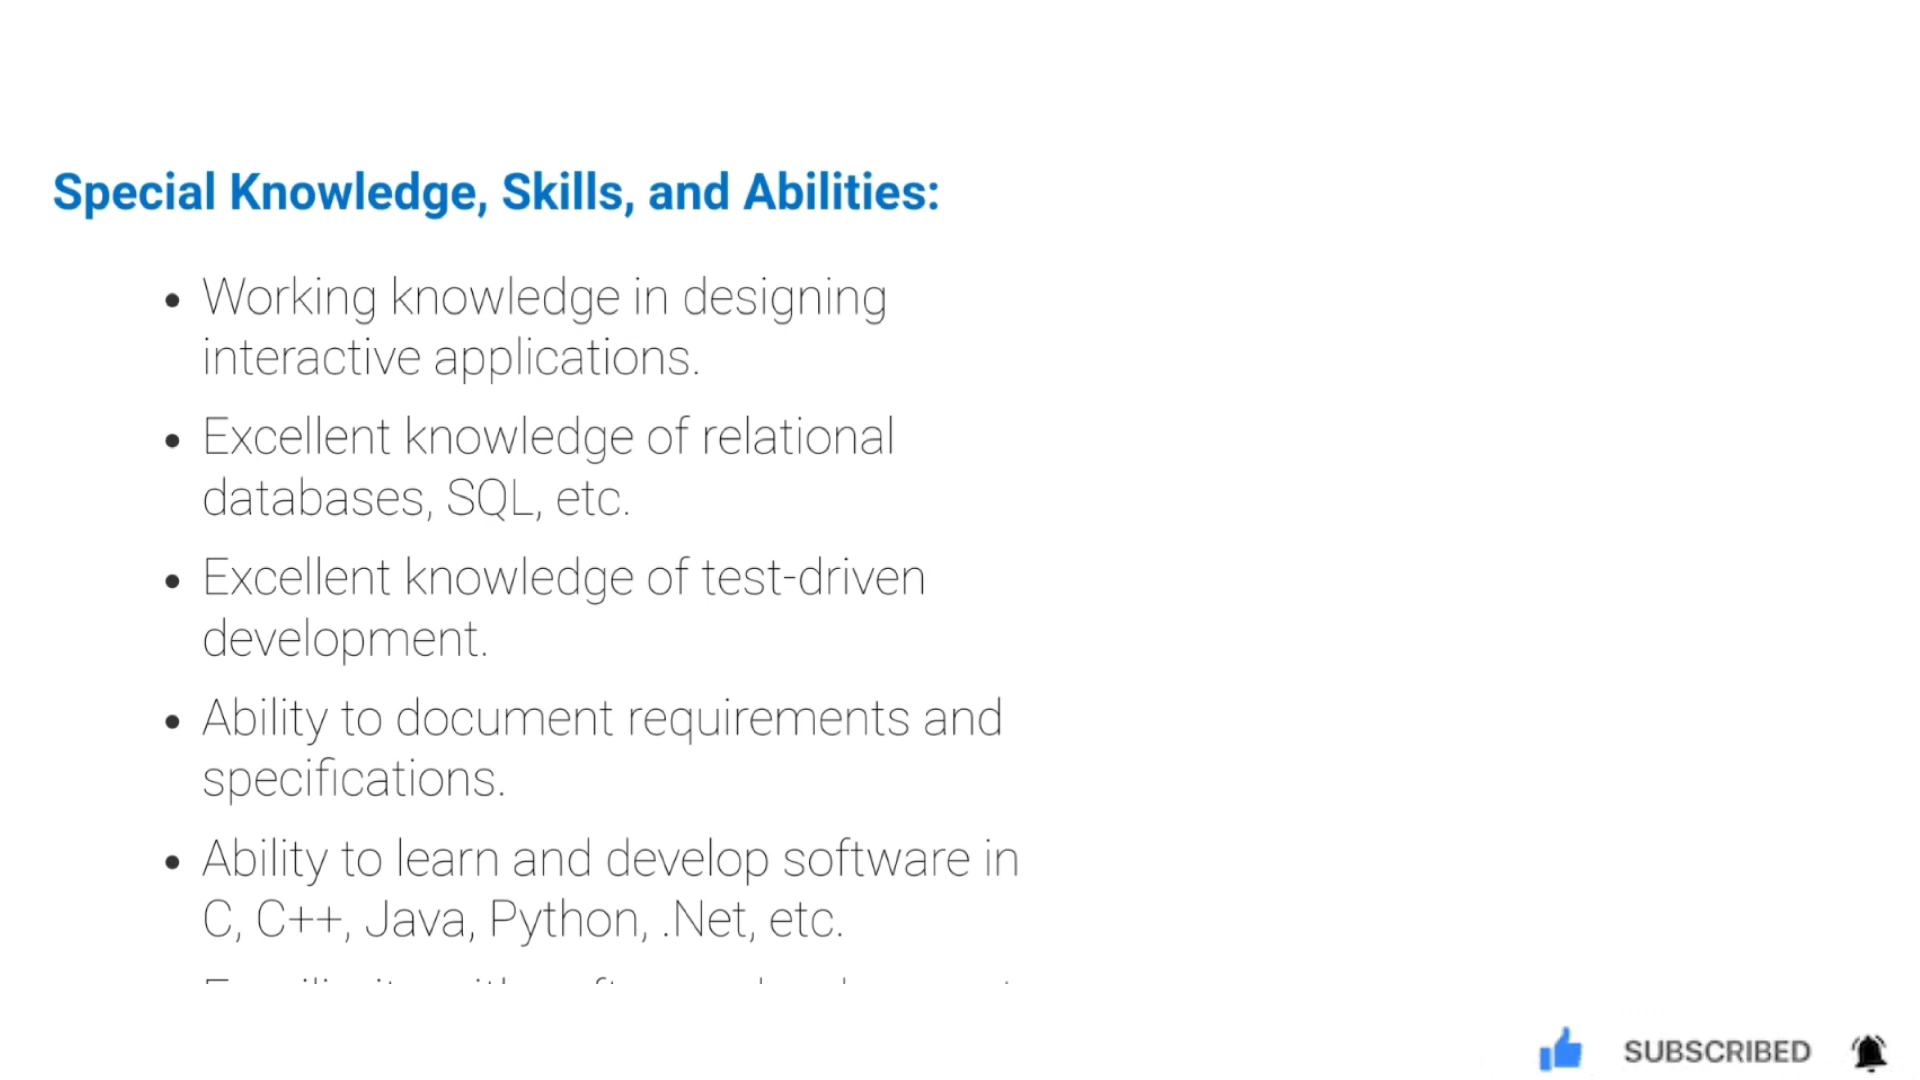 Special Knowledge, Skills, and Abilities:
• Working knowledge in designing
interactive applications.
• Excellent knowledge of relational
databases, SQL, etc.
• Excellent knowledge of test-driven
development.
• Ability to document requirements and
specifications.
• Ability to learn and develop software in
C, C++, Java, Python, .Net, etc.
SUBSCRIBED